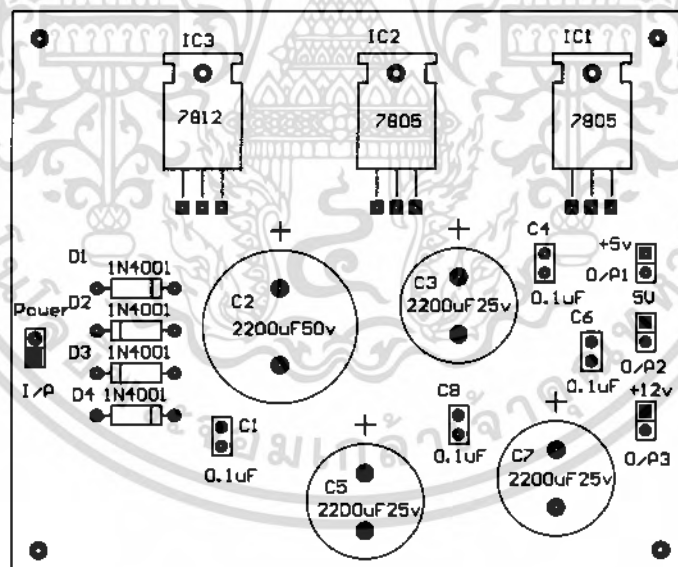 IC3
IC2
IC1
7812
7805
7805
C4
+5v
D1
1N4001
C3
O/P1
C2
2200uF25v
0.1uF
5V
D2
Power
1N4001
2200uF50v
C6
D3
1N4001
O/P2
0.1uF
I/P
D4
1N4001
C8
+12v
C1
0.1uF
O/P3
0.1uF
C7
C5
2200uF25v
2200uF25v